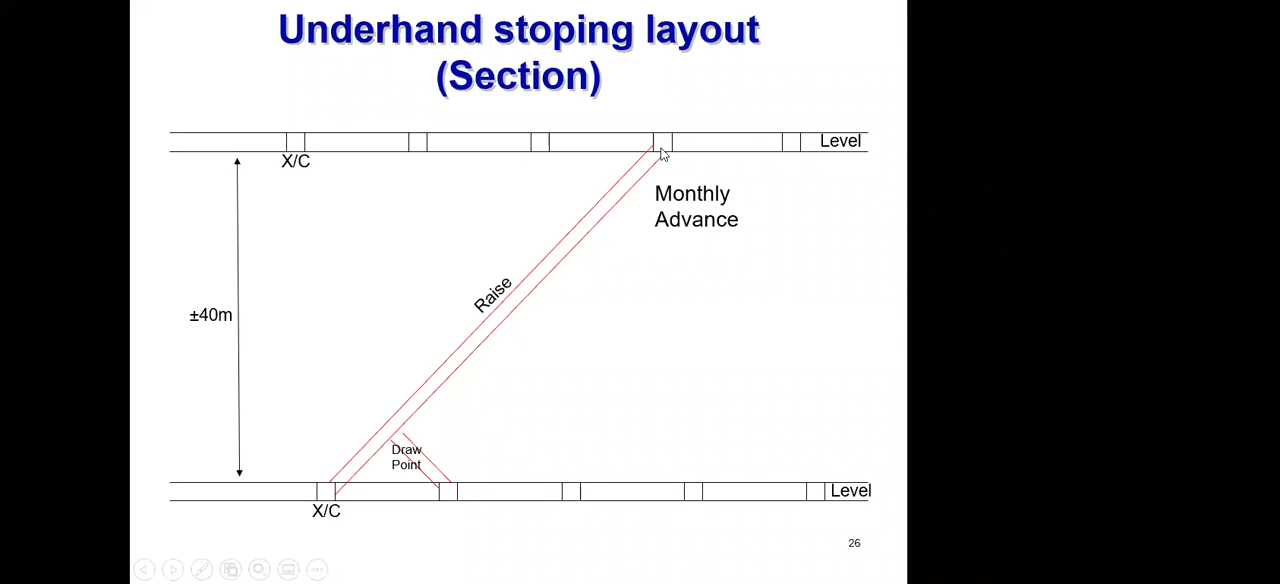 Underhand stoping layout
(Section)
Level
X/C
Monthly
Advance
Raise
±40m
Draw
Point
Level
X/C
26